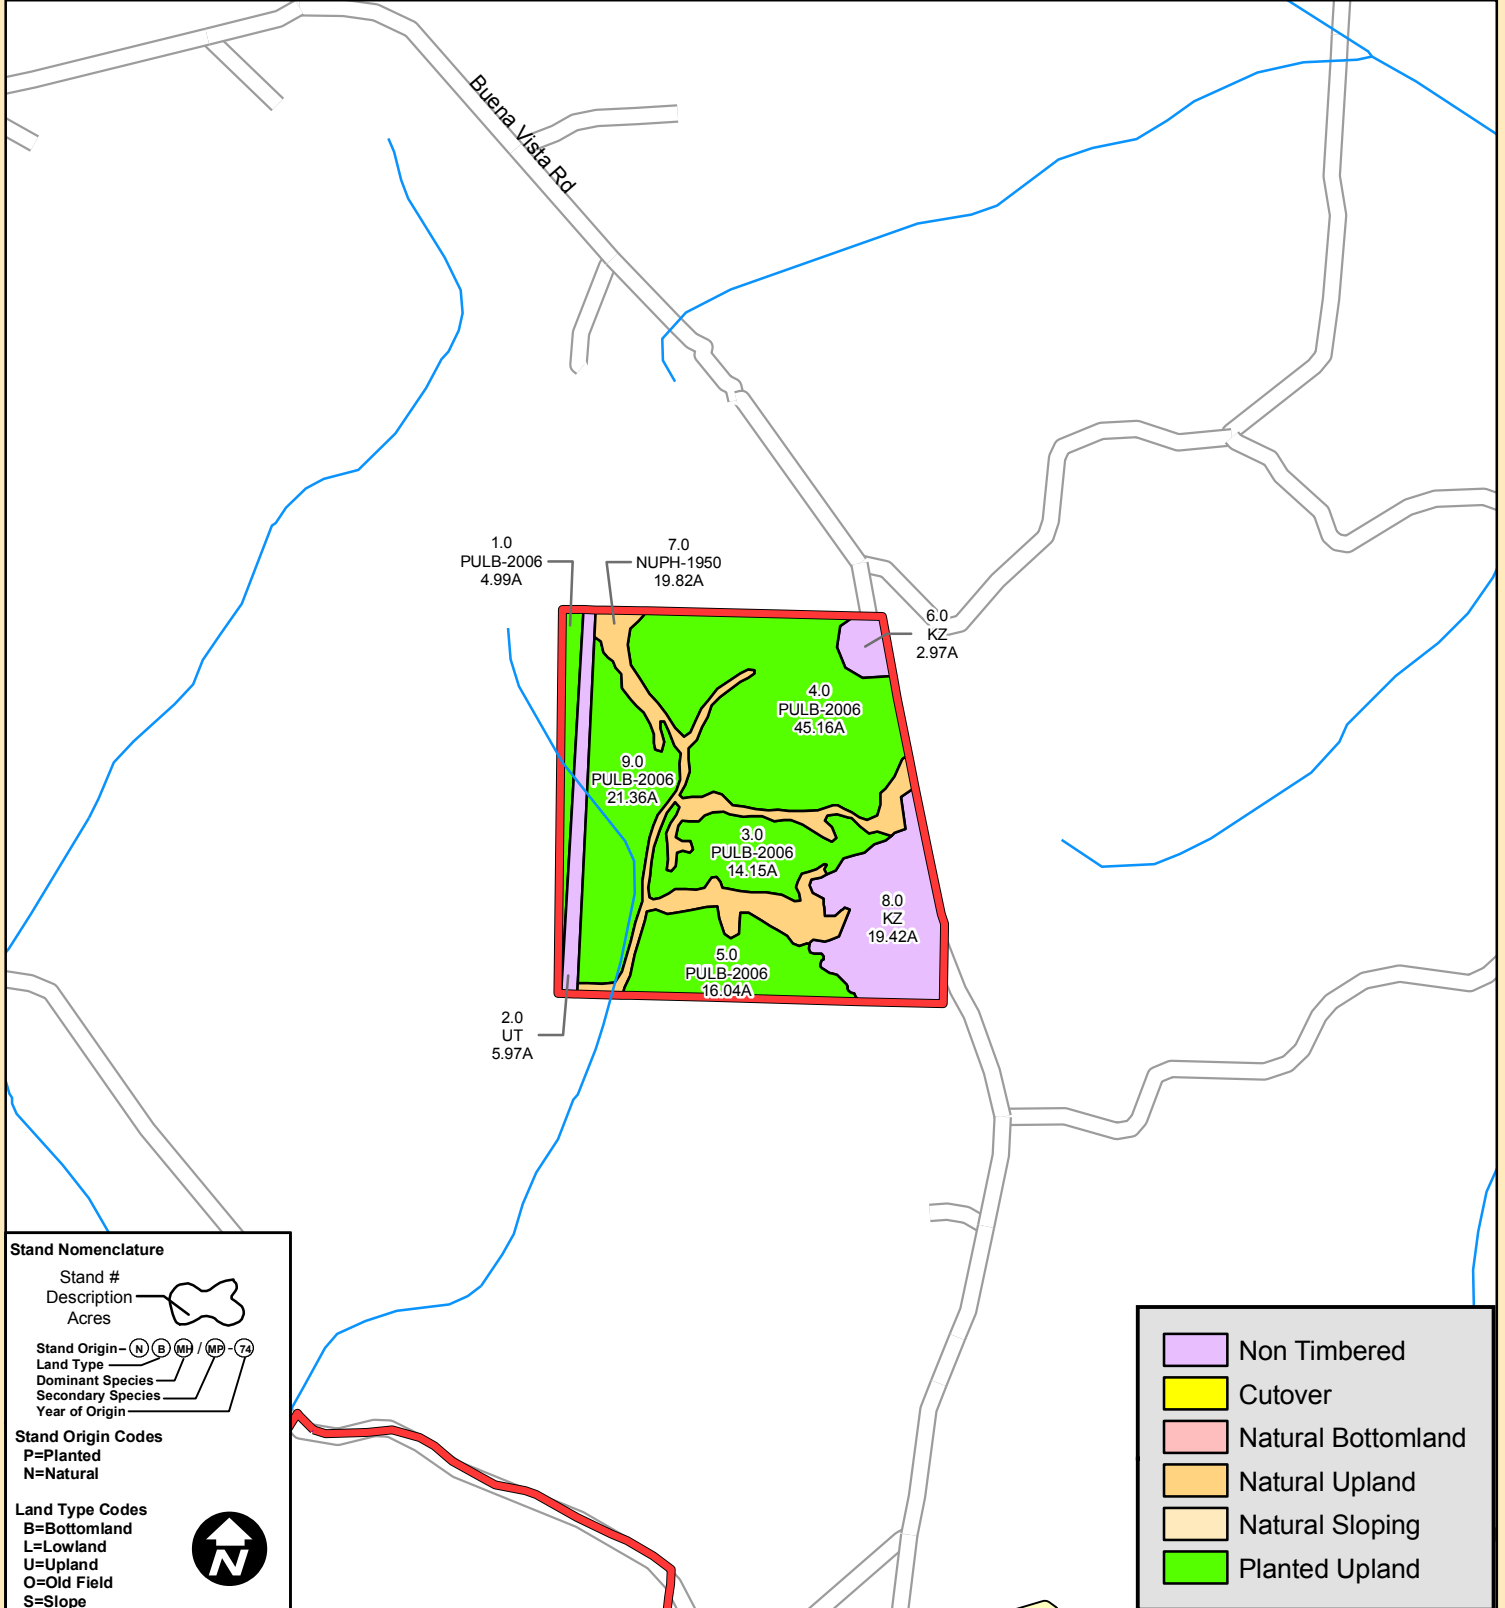 Buena Vista Rd
1.0
PULB-2006
4.99A
7.0
NUPH-1950
19.82A
6.0
KZ
2.97A
4.0
PULB-2006
45.16A
9.0
PULB-2006
21.36A
3.0
PULB-2006
14.15A
8.0
KZ
19.42A
5.0
PULB-2006
16.04A
2.0
UT
5.97A
Stand Nomenclature
Stand #
Description
Acres
Stand Origin- N B MH / MP - 74
Land Type
Dominant Species
Secondary Species
Year of Origin
Stand Origin Codes
P=Planted
N=Natural
Land Type Codes
B=Bottomland
L=Lowland
U=Upland
O=Old Field
S=Slope
N
Non Timbered
Cutover
Natural Bottomland
Natural Upland
Natural Sloping
Planted Upland